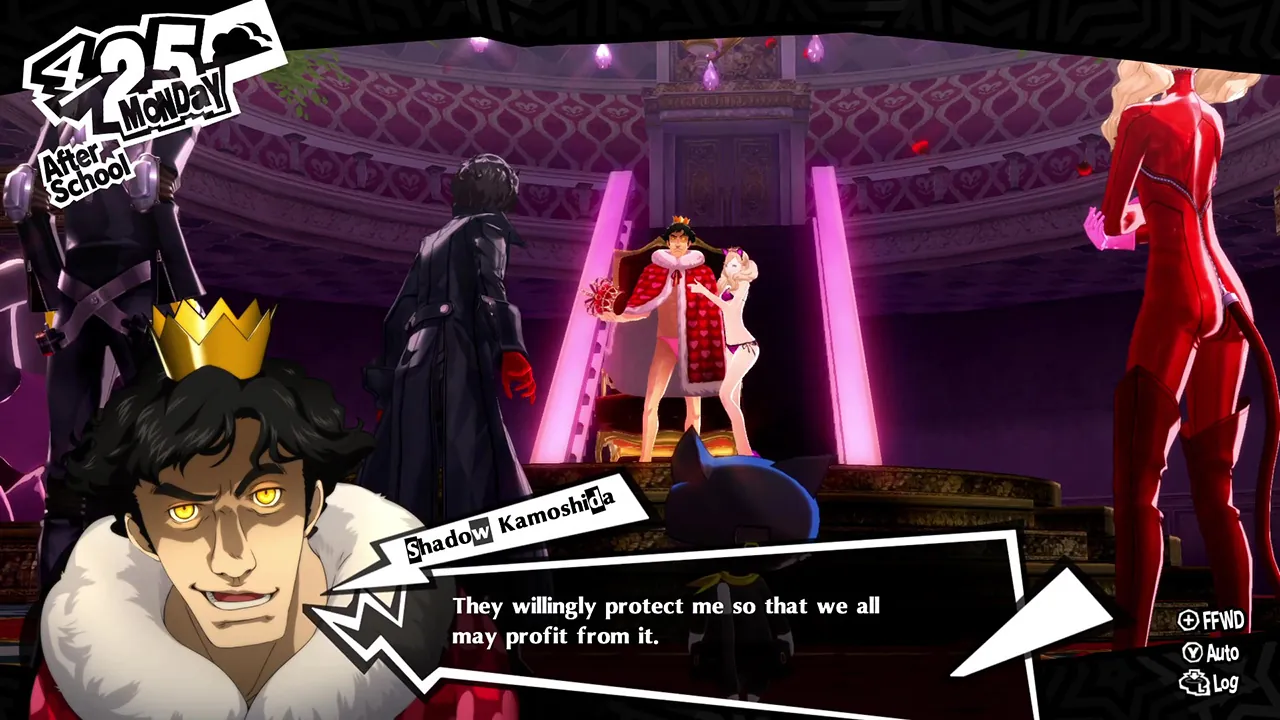 4/25
Monday
After School
Shadow Kamoshida
They willingly protect me so that we all
may profit from it.
+ FFWD
Y Auto
L Log